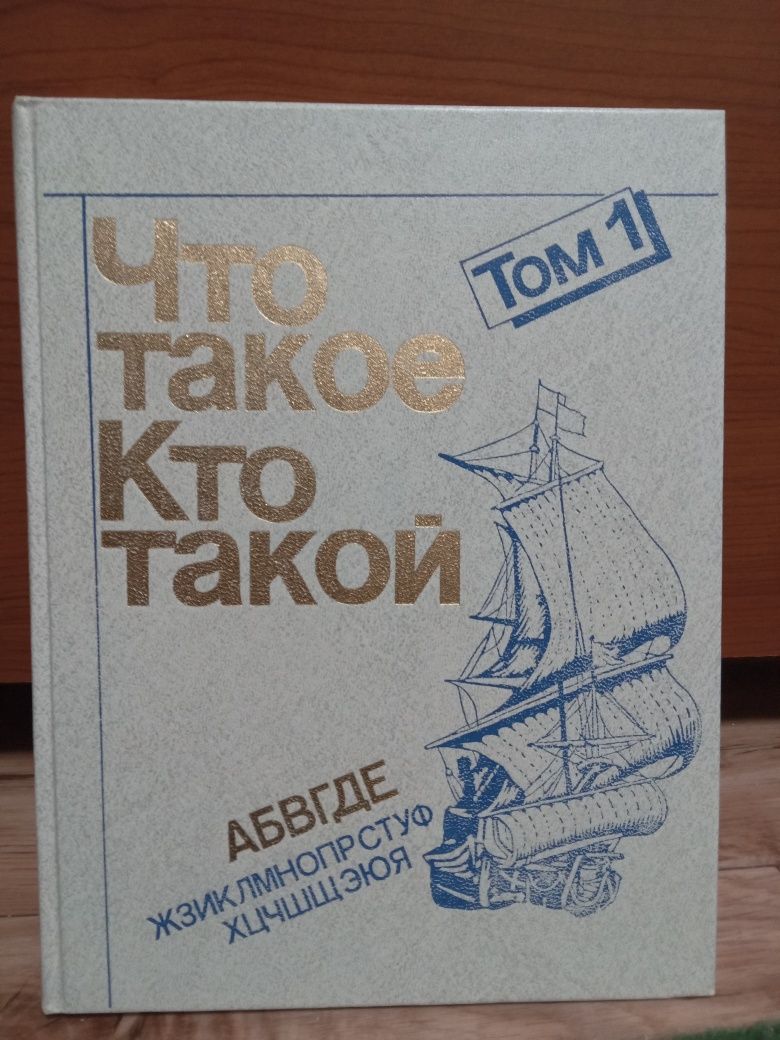 Что
такое
Том 1
Кто
такой
АБВГДЕ
ЖЗИКЛМНОПРСТУФ
ХЦЧШЩЭЮЯ